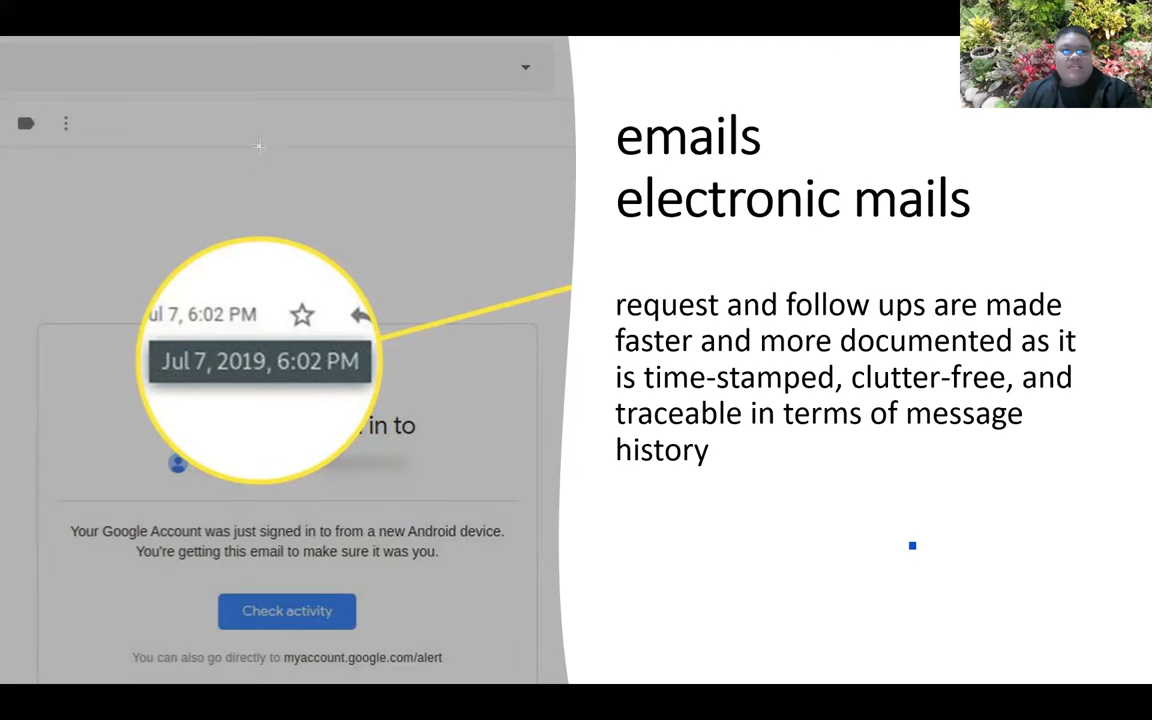 emails
electronic mails
request and follow ups are made
faster and more documented as it
is time-stamped, clutter-free, and
traceable in terms of message
history
ul 7, 6:02 PM
Jul 7, 2019, 6:02 PM
in to
Your Google Account was just signed in to from a new Android device.
You're getting this email to make sure it was you.
Check activity
You can also go directly to myaccount.google.com/alert